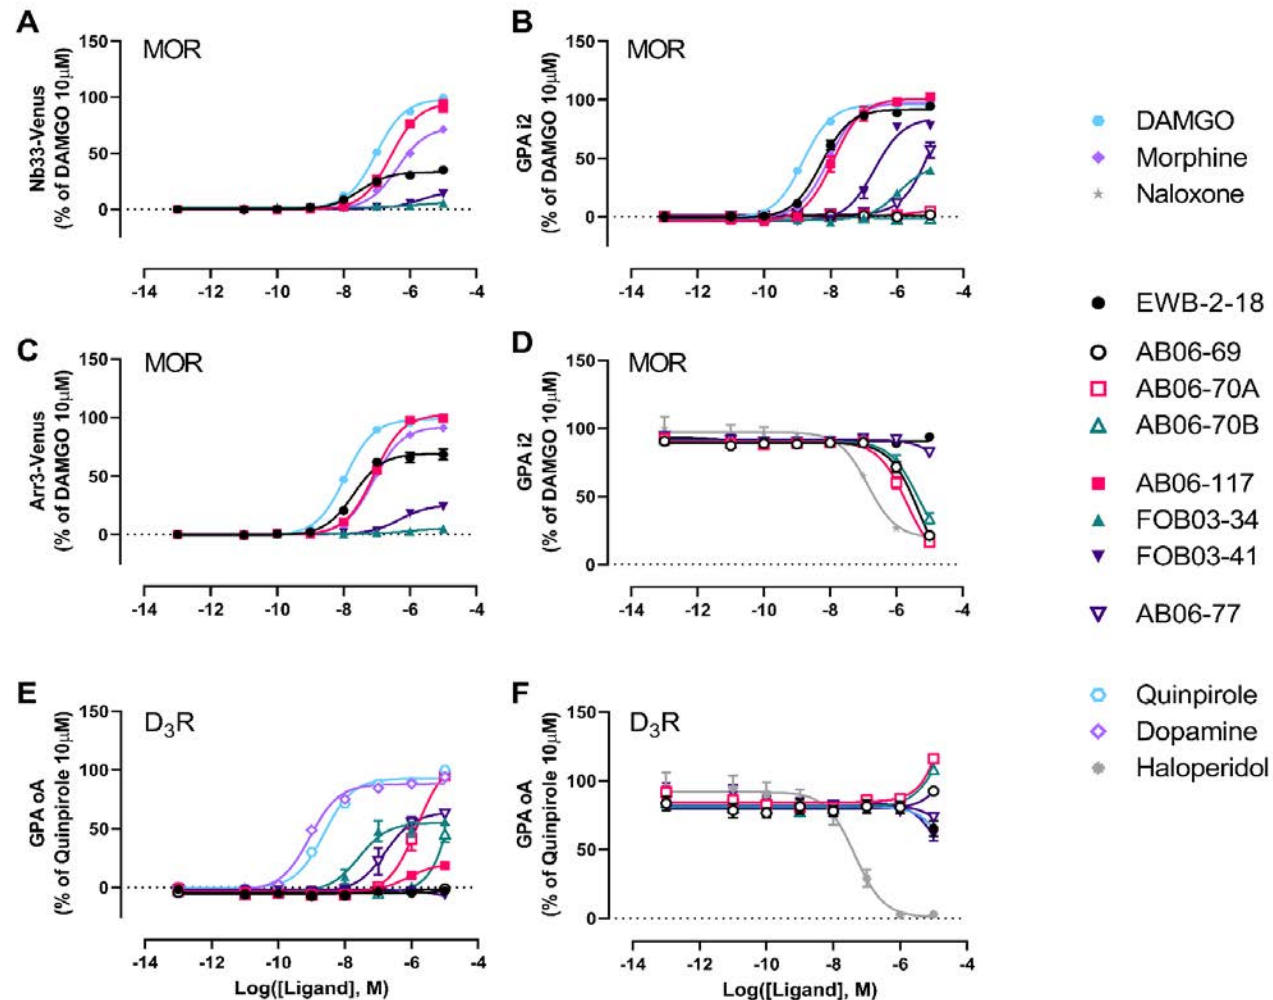 A
MOR
Nb33-Venus
(% of DAMGO 10µM)
150
100
50
0
-14 -12 -10 -8 -6 -4
B
MOR
GPA i2
(% of DAMGO 10µM)
150
100
50
0
-14 -12 -10 -8 -6 -4
C
MOR
Arr3-Venus
(% of DAMGO 10µM)
150
100
50
0
-14 -12 -10 -8 -6 -4
D
MOR
GPA i2
(% of DAMGO 10µM)
150
100
50
0
-14 -12 -10 -8 -6 -4
E
D₃R
GPA oA
(% of Quinpirole 10µM)
150
100
50
0
-14 -12 -10 -8 -6 -4
Log([Ligand], M)
F
D₃R
GPA oA
(% of Quinpirole 10µM)
150
100
50
0
-14 -12 -10 -8 -6 -4
Log([Ligand], M)
DAMGO
Morphine
Naloxone
EWB-2-18
AB06-69
AB06-70A
AB06-70B
AB06-117
FOB03-34
FOB03-41
AB06-77
Quinpirole
Dopamine
Haloperidol